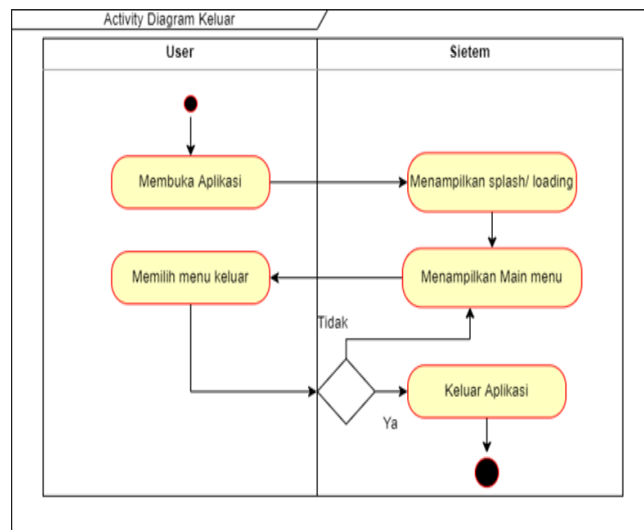 Activity Diagram Keluar
User
Sietem
Membuka Aplikasi
Menampilkan splash/ loading
Memilih menu keluar
Menampilkan Main menu
Tidak
Keluar Aplikasi
Ya